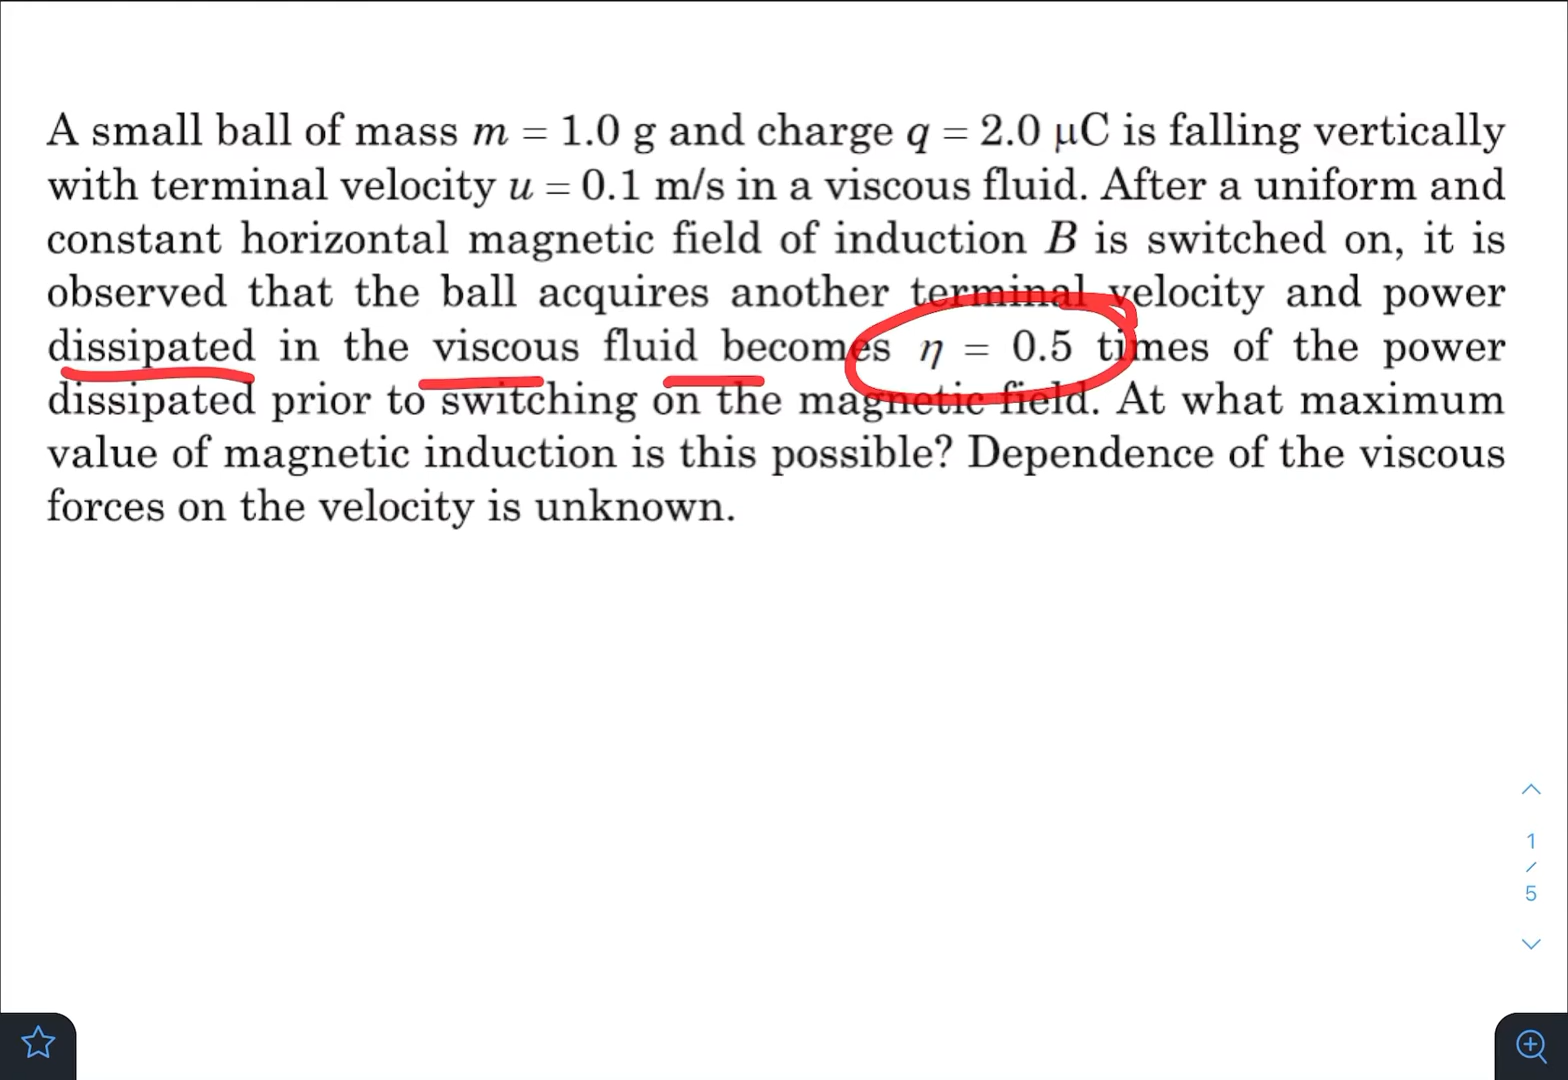 A small ball of mass m = 1.0 g and charge q = 2.0 μC is falling vertically
with terminal velocity u = 0.1 m/s in a viscous fluid. After a uniform and
constant horizontal magnetic field of induction B is switched on, it is
observed that the ball acquires another terminal velocity and power
dissipated in the viscous fluid becomes η = 0.5 times of the power
dissipated prior to switching on the magnetic field. At what maximum
value of magnetic induction is this possible? Dependence of the viscous
forces on the velocity is unknown.
1
/
5